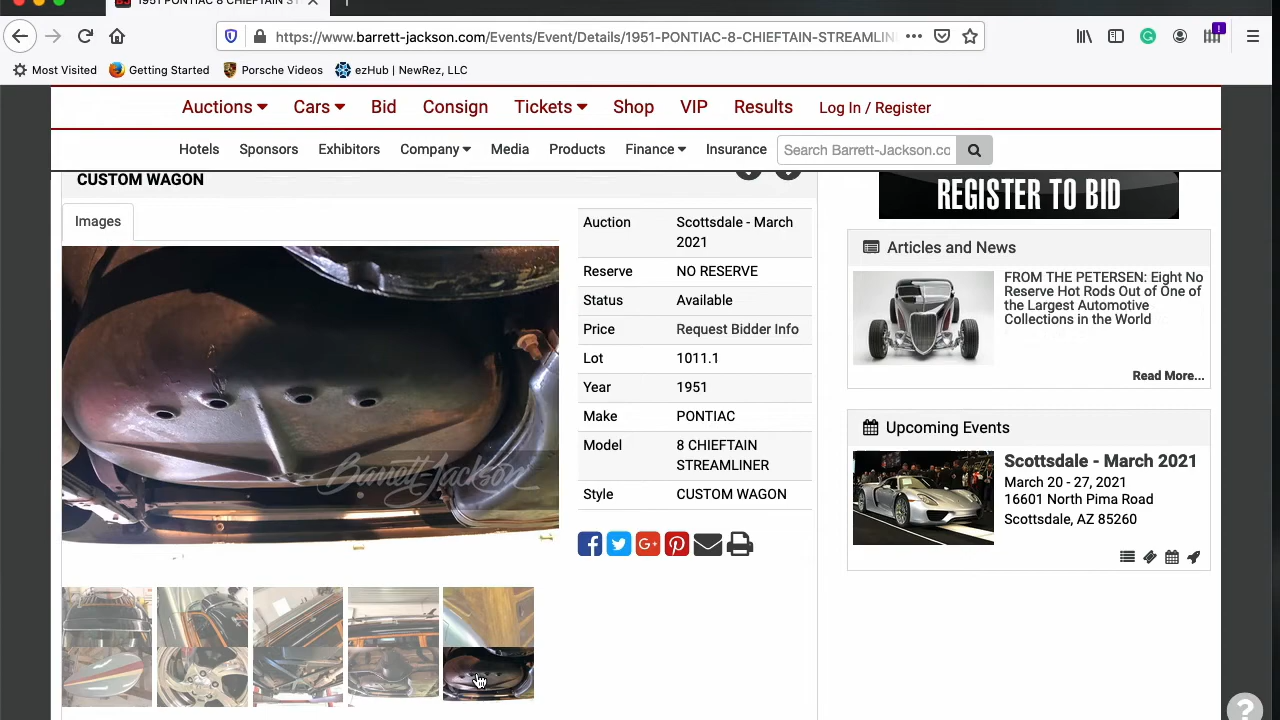 1951 PONTIAC 8 CHIEFTAIN ST
https://www.barrett-jackson.com/Events/Event/Details/1951-PONTIAC-8-CHIEFTAIN-STREAMLIN
Most Visited Getting Started Porsche Videos ezHub | NewRez, LLC
Auctions Cars Bid Consign Tickets Shop VIP Results Log In / Register
Hotels Sponsors Exhibitors Company Media Products Finance Insurance Search Barrett-Jackson.co
CUSTOM WAGON
Images
Auction Scottsdale - March
2021
Reserve NO RESERVE
Status Available
Price Request Bidder Info
Lot 1011.1
Year 1951
Make PONTIAC
Model 8 CHIEFTAIN
STREAMLINER
Style CUSTOM WAGON
Barrett-Jackson
REGISTER TO BID
Articles and News
FROM THE PETERSEN: Eight No
Reserve Hot Rods Out of One of
the Largest Automotive
Collections in the World
Read More...
Upcoming Events
Scottsdale - March 2021
March 20 - 27, 2021
16601 North Pima Road
Scottsdale, AZ 85260